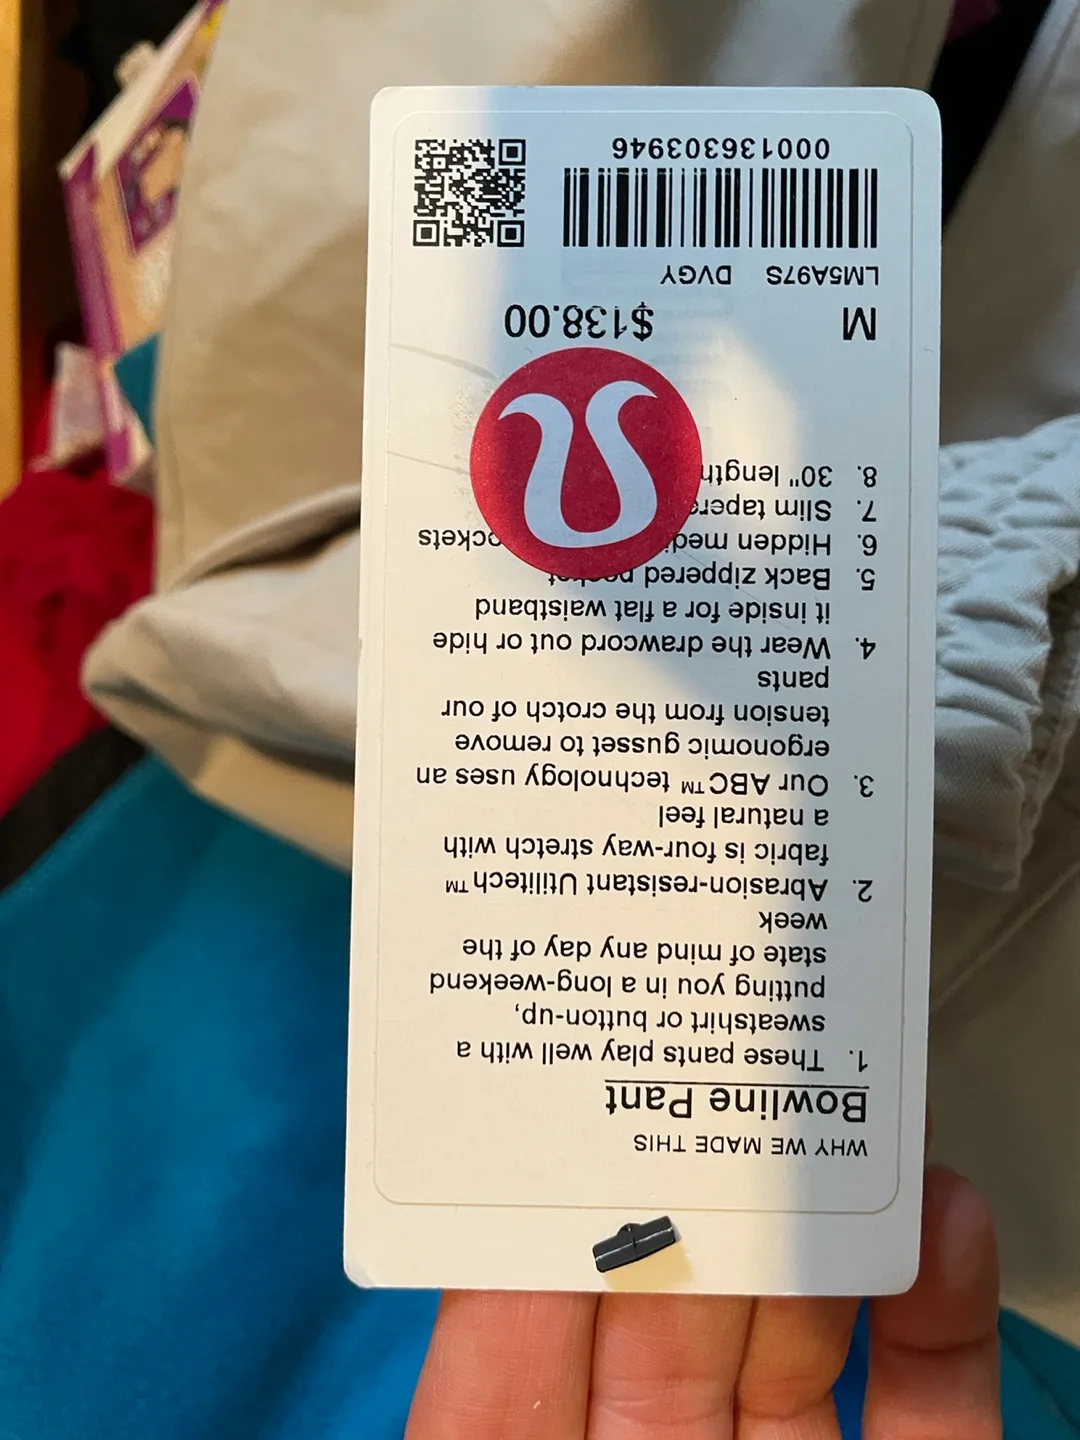 WHY WE MADE THIS
Bowline Pant
1. These pants play well with a
sweatshirt or button-up,
putting you in a long-weekend
state of mind any day of the
week
2. Abrasion-resistant Utilitech™
fabric is four-way stretch with
a natural feel
3. Our ABC™ technology uses an
ergonomic gusset to remove
tension from the crotch of our
pants
4. Wear the drawcord out or hide
it inside for a flat waistband
5. Back zippered pocket
6. Hidden
7. Slim
8. 30" length
M $138.00
LM5A97S DVGY
000136303946